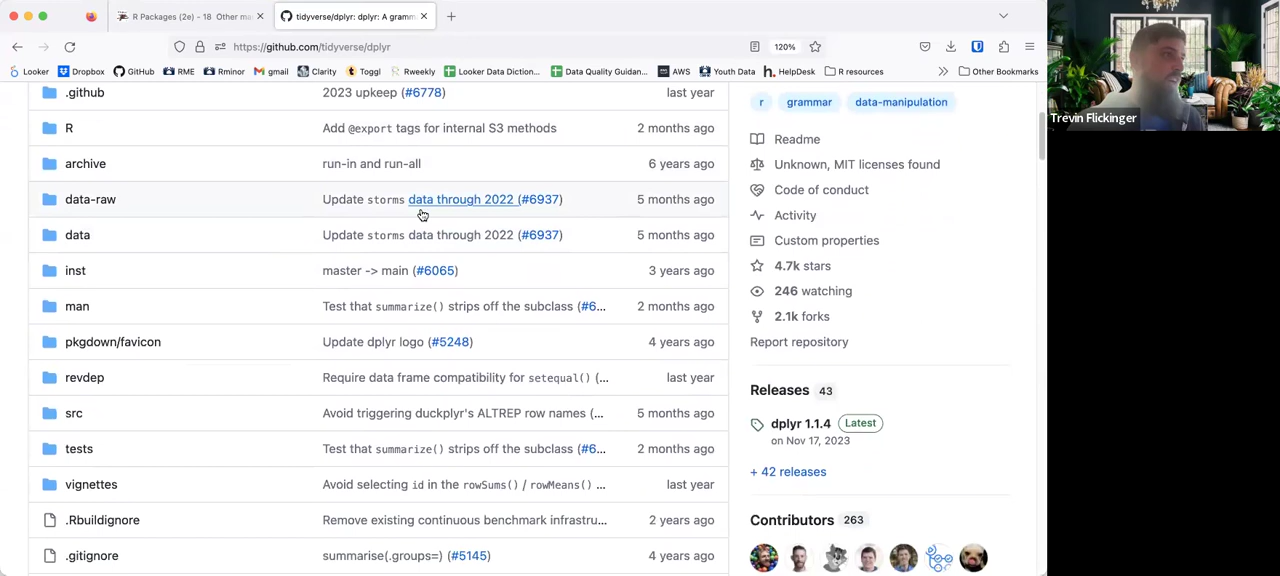 R Packages (2e) - 18 Other ma
tidyverse/dplyr: dplyr: A gramm
https://github.com/tidyverse/dplyr
120%
Looker Dropbox GitHub RME Rminor gmail Clarity Toggl Rweekly Looker Data Diction... Data Quality Guidan... AWS Youth Data HelpDesk R resources Other Bookmarks
.github 2023 upkeep (#6778) last year
R Add @export tags for internal S3 methods 2 months ago
archive run-in and run-all 6 years ago
data-raw Update storms data through 2022 (#6937) 5 months ago
data Update storms data through 2022 (#6937) 5 months ago
inst master -> main (#6065) 3 years ago
man Test that summarize() strips off the subclass (#6... 2 months ago
pkgdown/favicon Update dplyr logo (#5248) 4 years ago
revdep Require data frame compatibility for setequal() (... last year
src Avoid triggering duckplyr's ALTREP row names (... 5 months ago
tests Test that summarize() strips off the subclass (#6... 2 months ago
vignettes Avoid selecting id in the rowSums() / rowMeans() ... last year
.Rbuildignore Remove existing continuous benchmark infrastru... 2 years ago
.gitignore summarise(.groups=) (#5145) 4 years ago
r grammar data-manipulation
Readme
Unknown, MIT licenses found
Code of conduct
Activity
Custom properties
4.7k stars
246 watching
2.1k forks
Report repository
Releases 43
dplyr 1.1.4 Latest
on Nov 17, 2023
+ 42 releases
Contributors 263
Trevin Flickinger